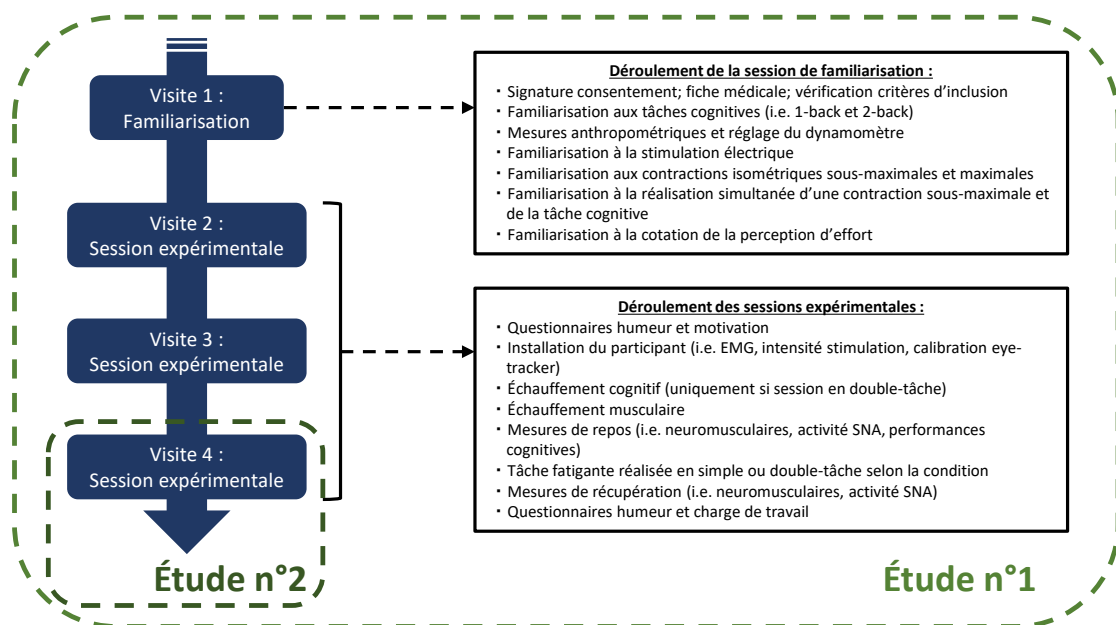 Visite 1 :
Familiarisation
Déroulement de la session de familiarisation :
· Signature consentement; fiche médicale; vérification critères d'inclusion
· Familiarisation aux tâches cognitives (i.e. 1-back et 2-back)
· Mesures anthropométriques et réglage du dynamomètre
· Familiarisation à la stimulation électrique
· Familiarisation aux contractions isométriques sous-maximales et maximales
· Familiarisation à la réalisation simultanée d'une contraction sous-maximale et
de la tâche cognitive
· Familiarisation à la cotation de la perception d'effort
Visite 2 :
Session expérimentale
Visite 3 :
Session expérimentale
Visite 4 :
Session expérimentale
Déroulement des sessions expérimentales :
· Questionnaires humeur et motivation
· Installation du participant (i.e. EMG, intensité stimulation, calibration eye-
tracker)
· Échauffement cognitif (uniquement si session en double-tâche)
· Échauffement musculaire
· Mesures de repos (i.e. neuromusculaires, activité SNA, performances
cognitives)
· Tâche fatigante réalisée en simple ou double-tâche selon la condition
· Mesures de récupération (i.e. neuromusculaires, activité SNA)
· Questionnaires humeur et charge de travail
Étude n°2
Étude n°1